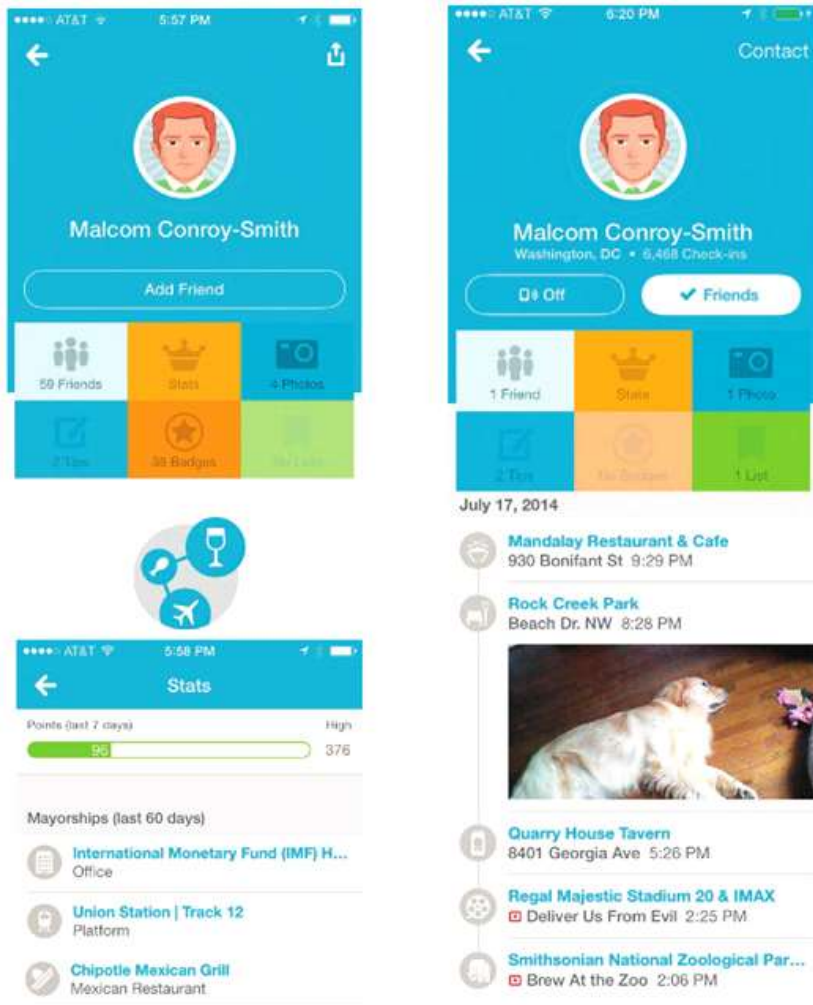 AT&T 5:57 PM
Malcom Conroy-Smith
Add Friend
59 Friends
Stats
4 Photos
2 Tips
38 Badges
No Lists
AT&T 5:58 PM
Stats
Points (last 7 days) High
96 376
Mayorships (last 60 days)
International Monetary Fund (IMF) H...
Office
Union Station | Track 12
Platform
Chipotle Mexican Grill
Mexican Restaurant
AT&T 6:20 PM
Contact
Malcom Conroy-Smith
Washington, DC • 6,468 Check-ins
Off
Friends
1 Friend
Stats
1 Photo
2 Tips
No Badges
1 List
July 17, 2014
Mandalay Restaurant & Cafe
930 Bonifant St 9:29 PM
Rock Creek Park
Beach Dr. NW 8:28 PM
Quarry House Tavern
8401 Georgia Ave 5:26 PM
Regal Majestic Stadium 20 & IMAX
Deliver Us From Evil 2:25 PM
Smithsonian National Zoological Par...
Brew At the Zoo 2:06 PM